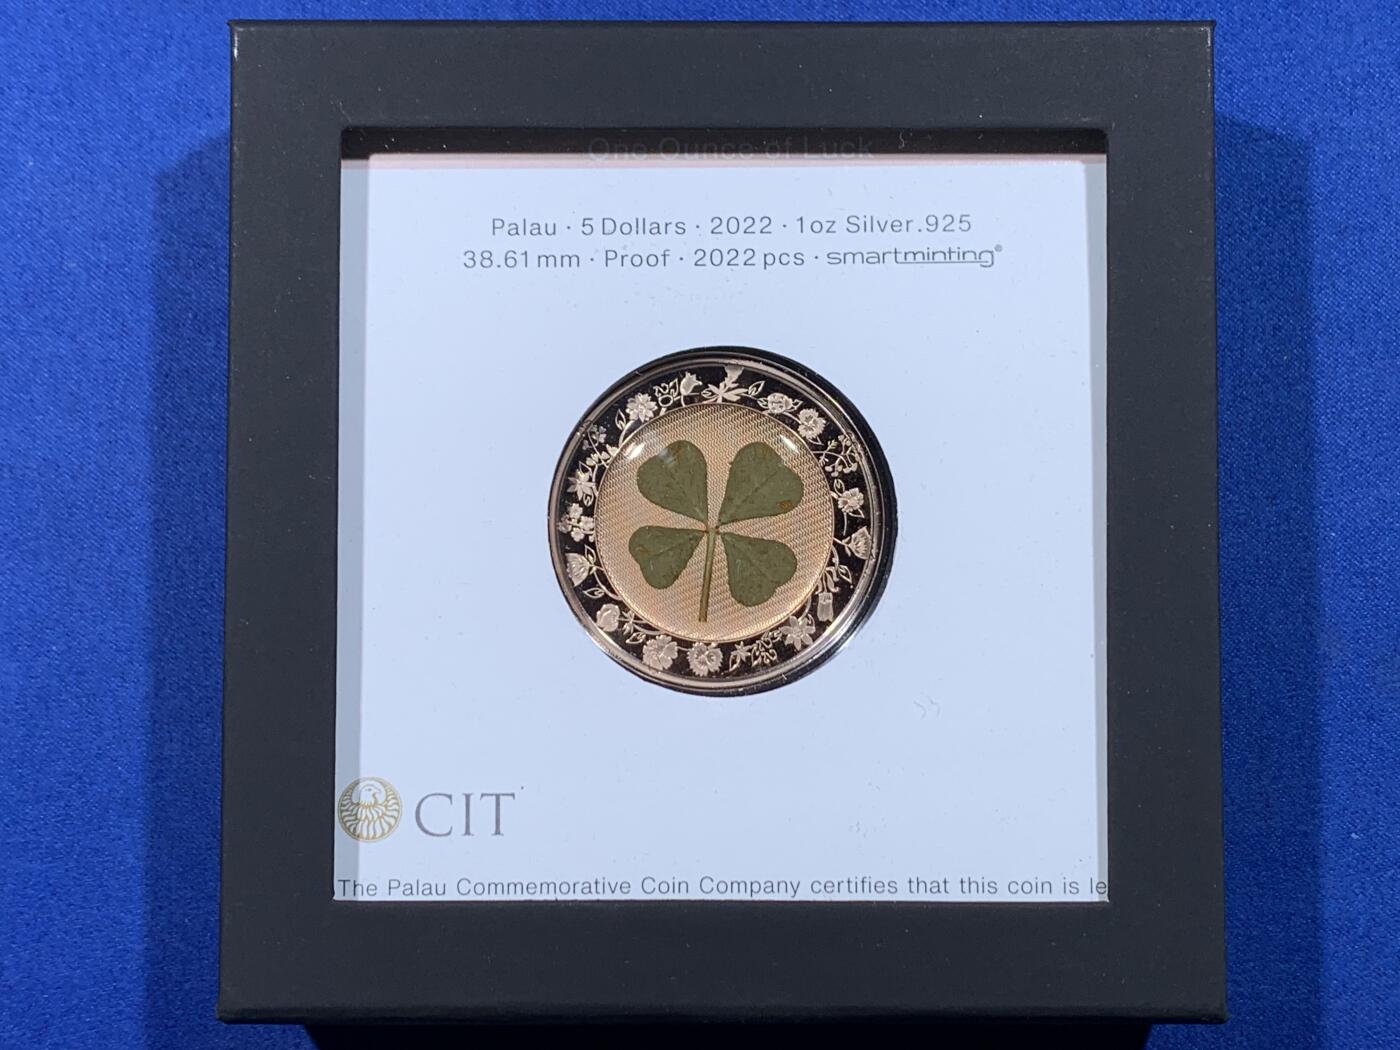 One Ounce of Luck
Palau · 5 Dollars · 2022 · 1oz Silver.925
38.61 mm · Proof · 2022 pcs · smartminting®
CIT
The Palau Commemorative Coin Company certifies that this coin is le